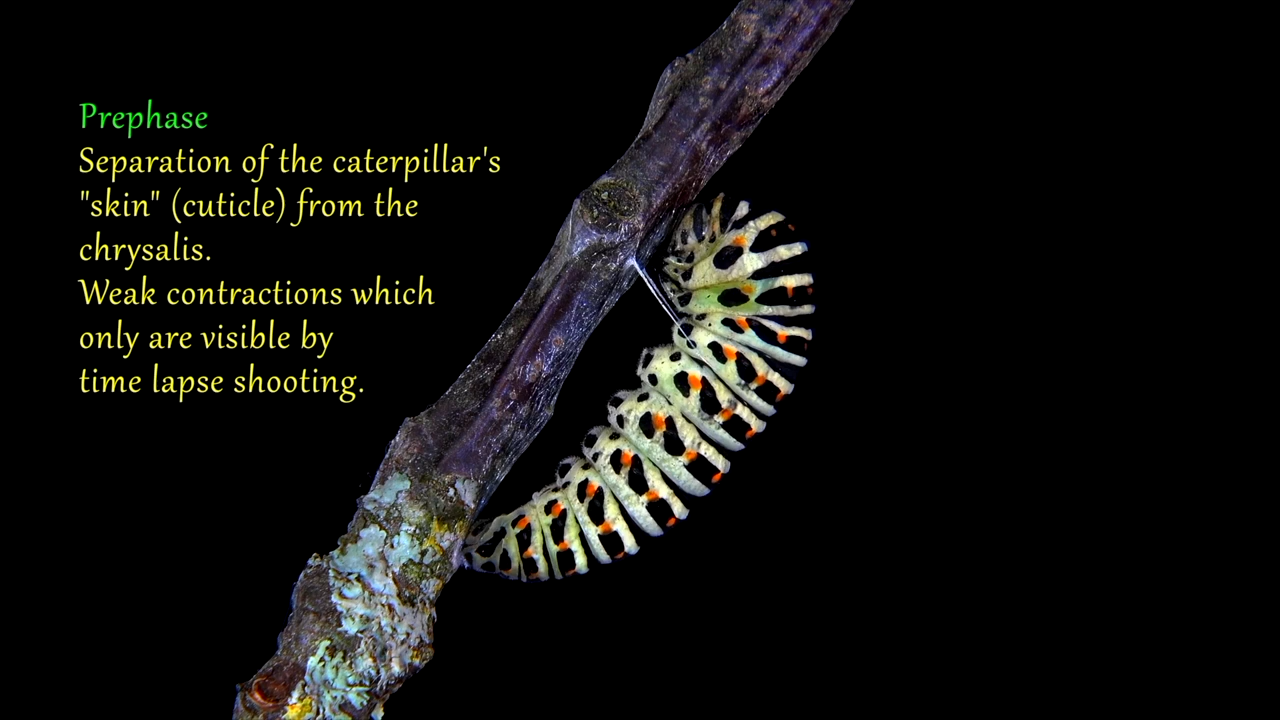 Prephase
Separation of the caterpillar's
"skin" (cuticle) from the
chrysalis.
Weak contractions which
only are visible by
time lapse shooting.